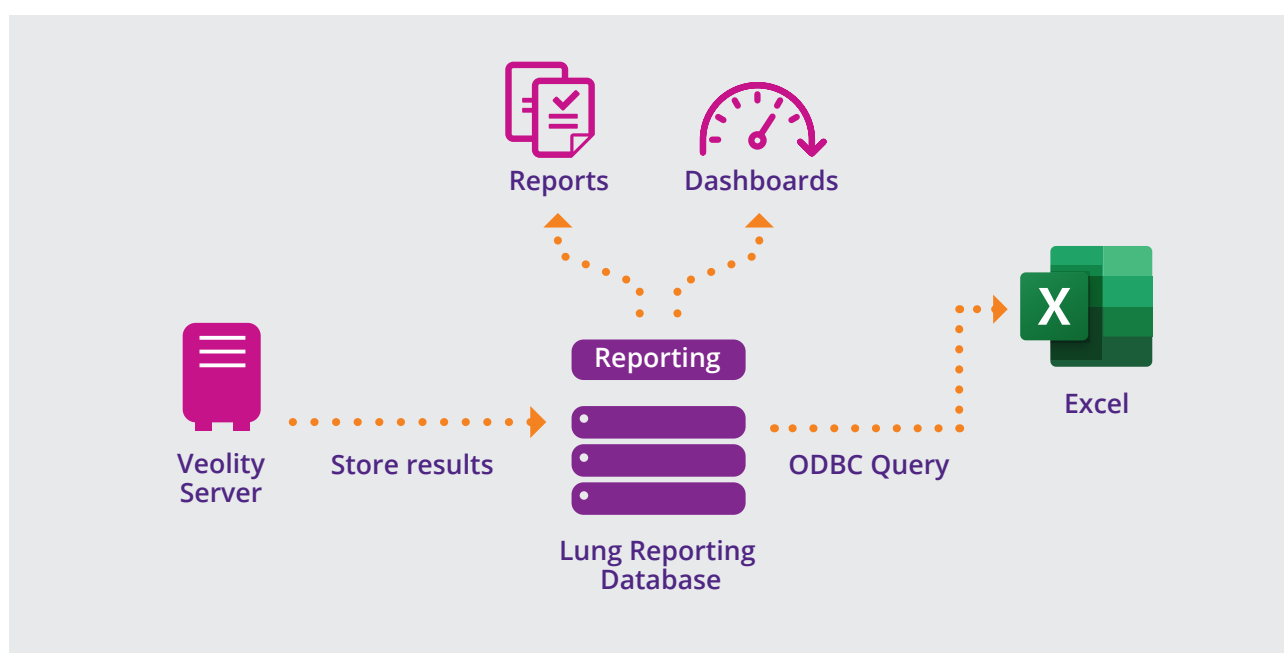 Reports
Dashboards
Reporting
X
Excel
Veolity
Server
Store results
ODBC Query
Lung Reporting
Database